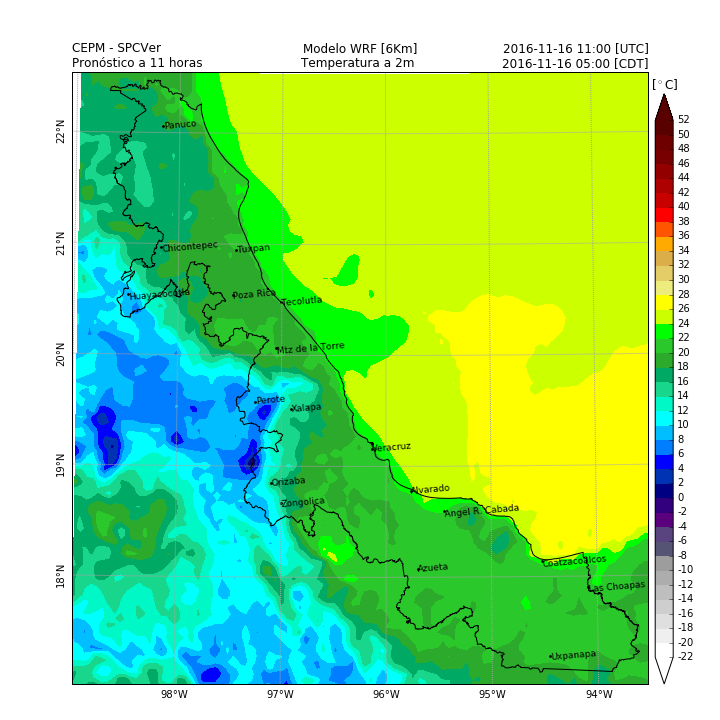 CEPM - SPCVer Modelo WRF [6Km] 2016-11-16 11:00 [UTC]
Pronóstico a 11 horas Temperatura a 2m 2016-11-16 05:00 [CDT]
[°C]
52
50
48
46
44
42
40
38
36
34
32
30
28
26
24
22
20
18
16
14
12
10
8
6
4
2
0
-2
-4
-6
-8
-10
-12
-14
-16
-18
-20
-22
22°N
21°N
20°N
19°N
18°N
Panuco
Chicontepec
Tuxpan
Huayacocotla
Poza Rica
Tecolutla
Mtz de la Torre
Perote
Xalapa
Veracruz
Orizaba
Alvarado
Zongolica
Angel R. Cabada
Azueta
Coatzacoalcos
Las Choapas
Uxpanapa
98°W 97°W 96°W 95°W 94°W